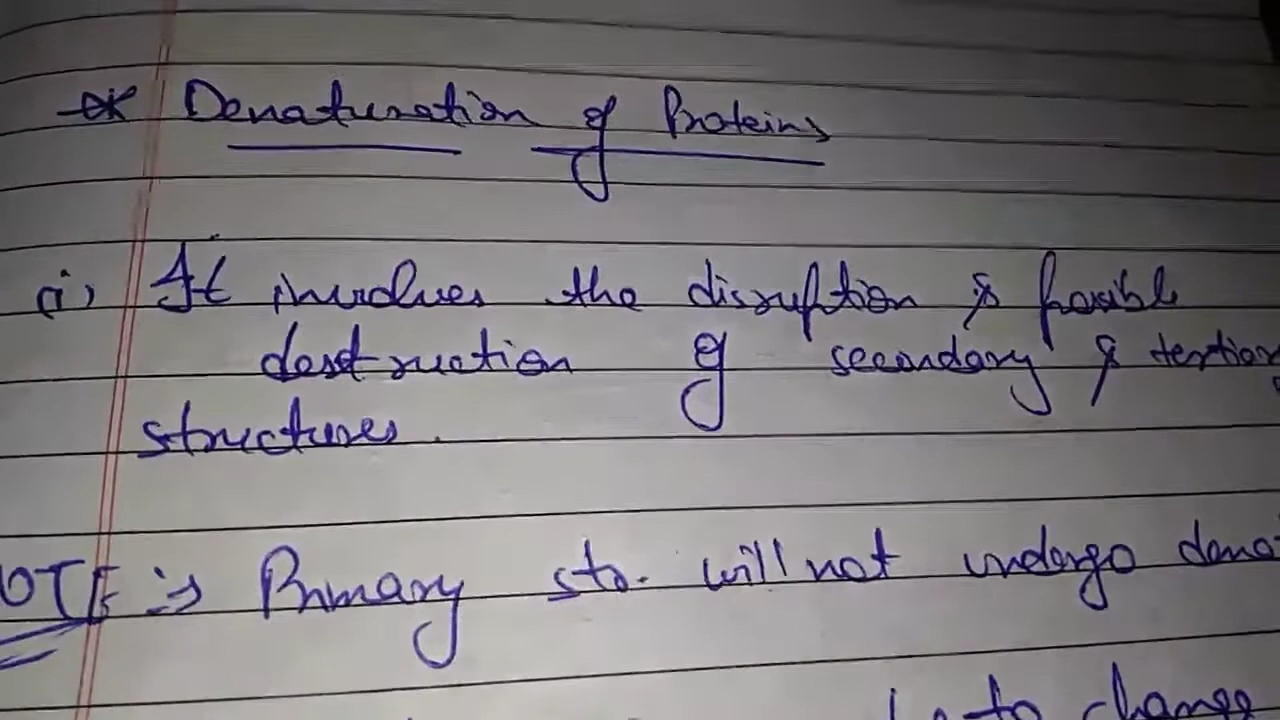 Denaturation of Proteins
(i) It involves the disruption & possible
destruction of secondary & tertiary
structures.
NOTE :→ Primary str. will not undergo dena
to change